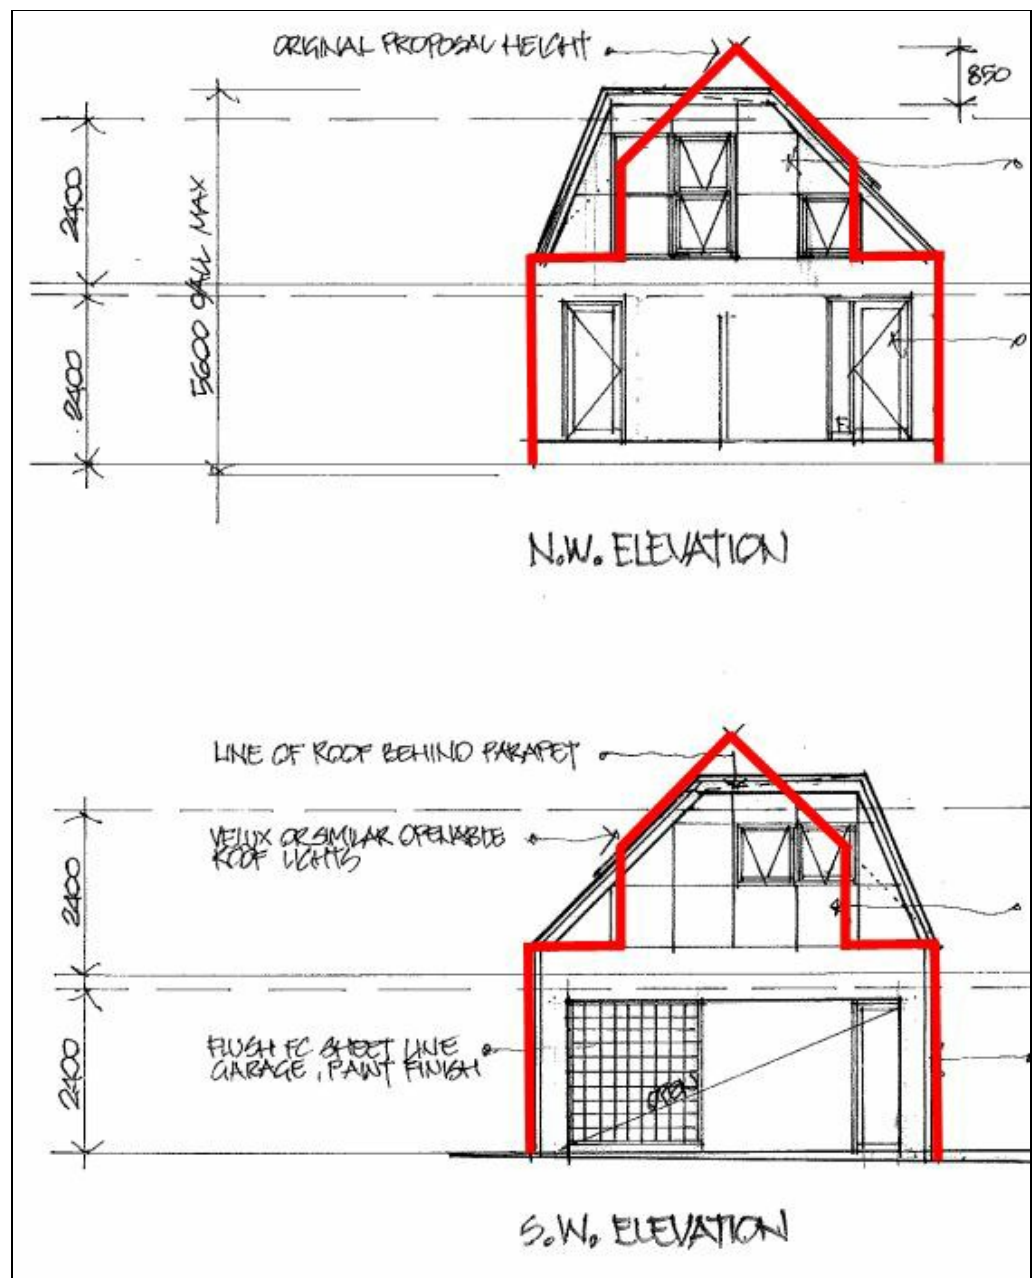 ORIGINAL PROPOSAL HEIGHT
850
2400
5600 O/ALL MAX
2400
N.W. ELEVATION
LINE OF ROOF BEHIND PARAPET
VELUX OR SIMILAR OPENABLE
ROOF LIGHTS
2400
FLUSH FC SHEET LINE
GARAGE, PAINT FINISH
OPEN
2400
S.W. ELEVATION